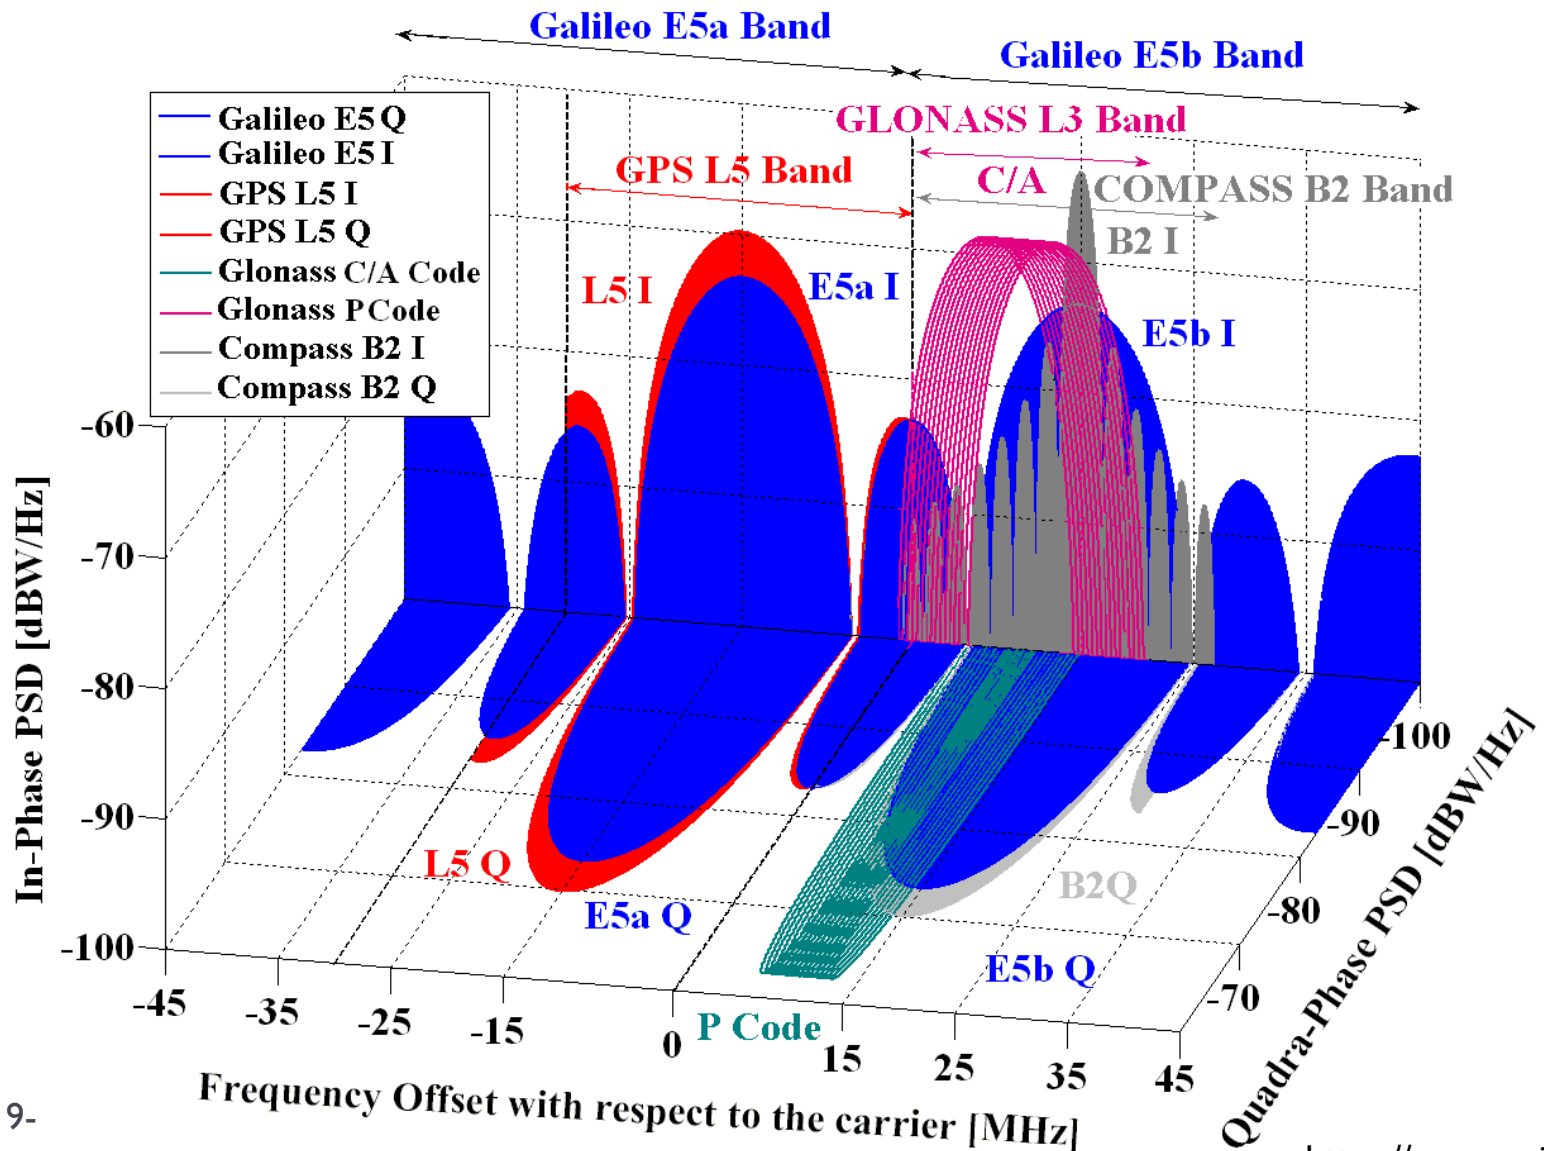 Galileo E5a Band
Galileo E5b Band
GLONASS L3 Band
GPS L5 Band
C/A
COMPASS B2 Band
B2 I
Galileo E5 Q
Galileo E5 I
GPS L5 I
GPS L5 Q
Glonass C/A Code
Glonass P Code
Compass B2 I
Compass B2 Q
L5 I
E5a I
E5b I
In-Phase PSD [dBW/Hz]
-60
-70
-80
-90
-100
L5 Q
E5a Q
B2Q
E5b Q
P Code
-45
-35
-25
-15
0
15
25
35
45
Frequency Offset with respect to the carrier [MHz]
-100
-90
-80
-70
Quadra-Phase PSD [dBW/Hz]
9-